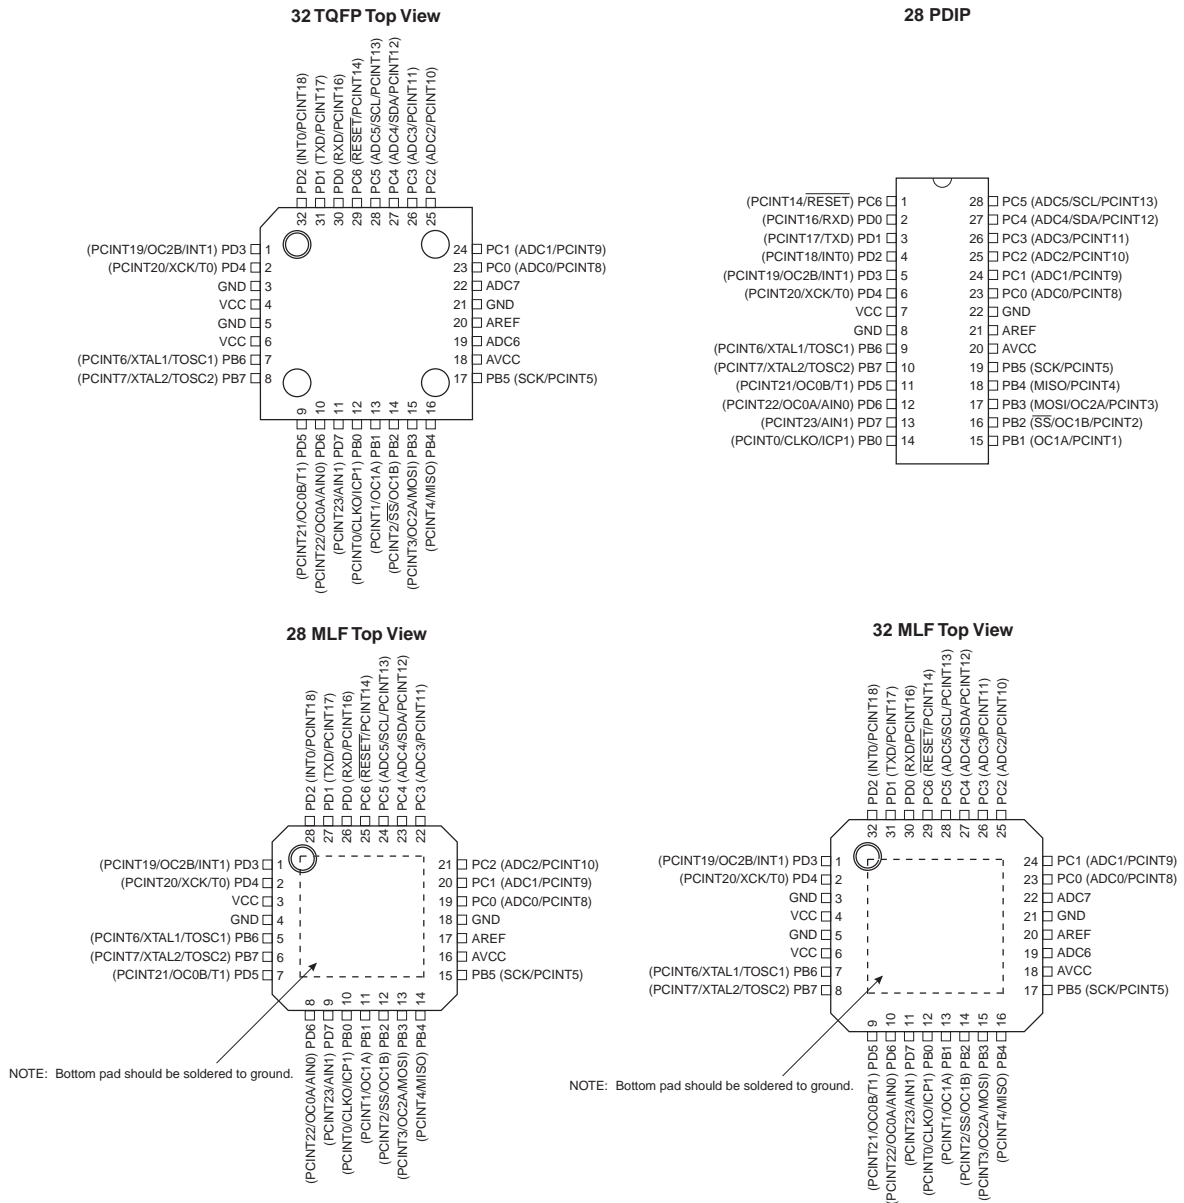 32 TQFP Top View
32 PD2 (INT0/PCINT18)
31 PD1 (TXD/PCINT17)
30 PD0 (RXD/PCINT16)
29 PC6 (RESET/PCINT14)
28 PC5 (ADC5/SCL/PCINT13)
27 PC4 (ADC4/SDA/PCINT12)
26 PC3 (ADC3/PCINT11)
25 PC2 (ADC2/PCINT10)
(PCINT19/OC2B/INT1) PD3 1
(PCINT20/XCK/T0) PD4 2
GND 3
VCC 4
GND 5
VCC 6
(PCINT6/XTAL1/TOSC1) PB6 7
(PCINT7/XTAL2/TOSC2) PB7 8
24 PC1 (ADC1/PCINT9)
23 PC0 (ADC0/PCINT8)
22 ADC7
21 GND
20 AREF
19 ADC6
18 AVCC
17 PB5 (SCK/PCINT5)
(PCINT21/OC0B/T1) PD5 9
(PCINT22/OC0A/AIN0) PD6 10
(PCINT23/AIN1) PD7 11
(PCINT0/CLKO/ICP1) PB0 12
(PCINT1/OC1A) PB1 13
(PCINT2/SS/OC1B) PB2 14
(PCINT3/OC2A/MOSI) PB3 15
(PCINT4/MISO) PB4 16
28 PDIP
(PCINT14/RESET) PC6 1
(PCINT16/RXD) PD0 2
(PCINT17/TXD) PD1 3
(PCINT18/INT0) PD2 4
(PCINT19/OC2B/INT1) PD3 5
(PCINT20/XCK/T0) PD4 6
VCC 7
GND 8
(PCINT6/XTAL1/TOSC1) PB6 9
(PCINT7/XTAL2/TOSC2) PB7 10
(PCINT21/OC0B/T1) PD5 11
(PCINT22/OC0A/AIN0) PD6 12
(PCINT23/AIN1) PD7 13
(PCINT0/CLKO/ICP1) PB0 14
28 PC5 (ADC5/SCL/PCINT13)
27 PC4 (ADC4/SDA/PCINT12)
26 PC3 (ADC3/PCINT11)
25 PC2 (ADC2/PCINT10)
24 PC1 (ADC1/PCINT9)
23 PC0 (ADC0/PCINT8)
22 GND
21 AREF
20 AVCC
19 PB5 (SCK/PCINT5)
18 PB4 (MISO/PCINT4)
17 PB3 (MOSI/OC2A/PCINT3)
16 PB2 (SS/OC1B/PCINT2)
15 PB1 (OC1A/PCINT1)
28 MLF Top View
28 PD2 (INT0/PCINT18)
27 PD1 (TXD/PCINT17)
26 PD0 (RXD/PCINT16)
25 PC6 (RESET/PCINT14)
24 PC5 (ADC5/SCL/PCINT13)
23 PC4 (ADC4/SDA/PCINT12)
22 PC3 (ADC3/PCINT11)
(PCINT19/OC2B/INT1) PD3 1
(PCINT20/XCK/T0) PD4 2
VCC 3
GND 4
(PCINT6/XTAL1/TOSC1) PB6 5
(PCINT7/XTAL2/TOSC2) PB7 6
(PCINT21/OC0B/T1) PD5 7
21 PC2 (ADC2/PCINT10)
20 PC1 (ADC1/PCINT9)
19 PC0 (ADC0/PCINT8)
18 GND
17 AREF
16 AVCC
15 PB5 (SCK/PCINT5)
(PCINT22/OC0A/AIN0) PD6 8
(PCINT23/AIN1) PD7 9
(PCINT0/CLKO/ICP1) PB0 10
(PCINT1/OC1A) PB1 11
(PCINT2/SS/OC1B) PB2 12
(PCINT3/OC2A/MOSI) PB3 13
(PCINT4/MISO) PB4 14
NOTE: Bottom pad should be soldered to ground.
32 MLF Top View
32 PD2 (INT0/PCINT18)
31 PD1 (TXD/PCINT17)
30 PD0 (RXD/PCINT16)
29 PC6 (RESET/PCINT14)
28 PC5 (ADC5/SCL/PCINT13)
27 PC4 (ADC4/SDA/PCINT12)
26 PC3 (ADC3/PCINT11)
25 PC2 (ADC2/PCINT10)
(PCINT19/OC2B/INT1) PD3 1
(PCINT20/XCK/T0) PD4 2
GND 3
VCC 4
GND 5
VCC 6
(PCINT6/XTAL1/TOSC1) PB6 7
(PCINT7/XTAL2/TOSC2) PB7 8
24 PC1 (ADC1/PCINT9)
23 PC0 (ADC0/PCINT8)
22 ADC7
21 GND
20 AREF
19 ADC6
18 AVCC
17 PB5 (SCK/PCINT5)
(PCINT21/OC0B/T1) PD5 9
(PCINT22/OC0A/AIN0) PD6 10
(PCINT23/AIN1) PD7 11
(PCINT0/CLKO/ICP1) PB0 12
(PCINT1/OC1A) PB1 13
(PCINT2/SS/OC1B) PB2 14
(PCINT3/OC2A/MOSI) PB3 15
(PCINT4/MISO) PB4 16
NOTE: Bottom pad should be soldered to ground.